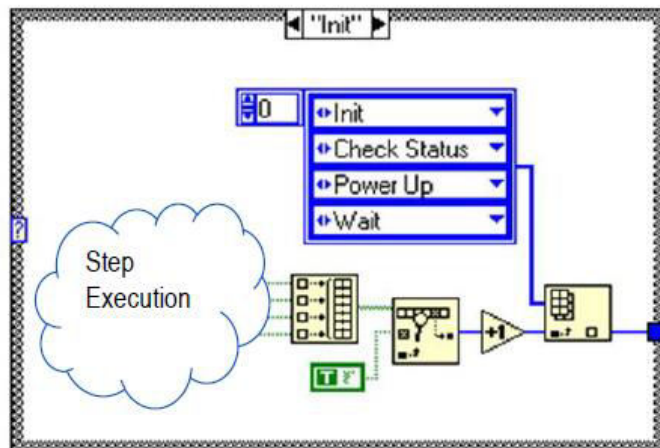 "Init"
0
Init
Check Status
Power Up
Wait
?
Step
Execution
T
+1